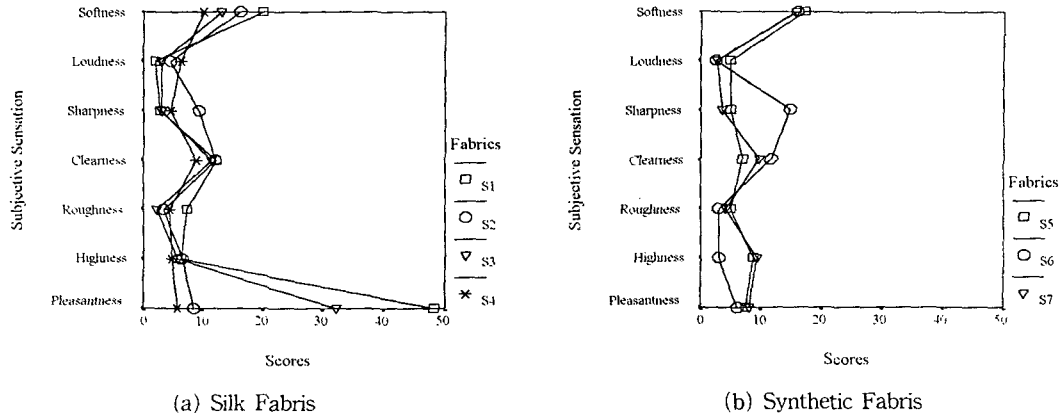 Subjective Sensation
Softness
Loudness
Sharpness
Clearness
Roughness
Highness
Pleasantness
0 10 20 30 40 50
Scores
Fabrics
S1
S2
S3
S4
(a) Silk Fabris
Subjective Sensation
Softness
Loudness
Sharpness
Clearness
Roughness
Highness
Pleasantness
0 10 20 30 40 50
Scores
Fabrics
S5
S6
S7
(b) Synthetic Fabris